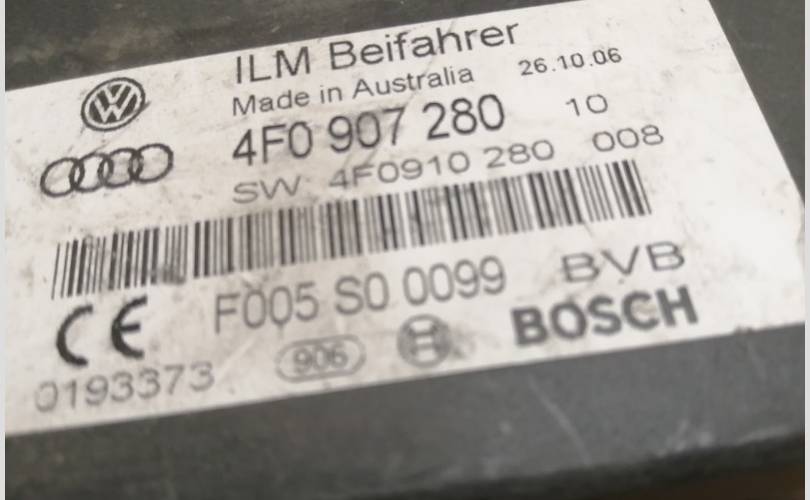 ILM Beifahrer
Made in Australia 26.10.06
4F0 907 280 10
SW 4F0910 280 008
F005 S0 0099 BVB
CE 906 BOSCH
0193373